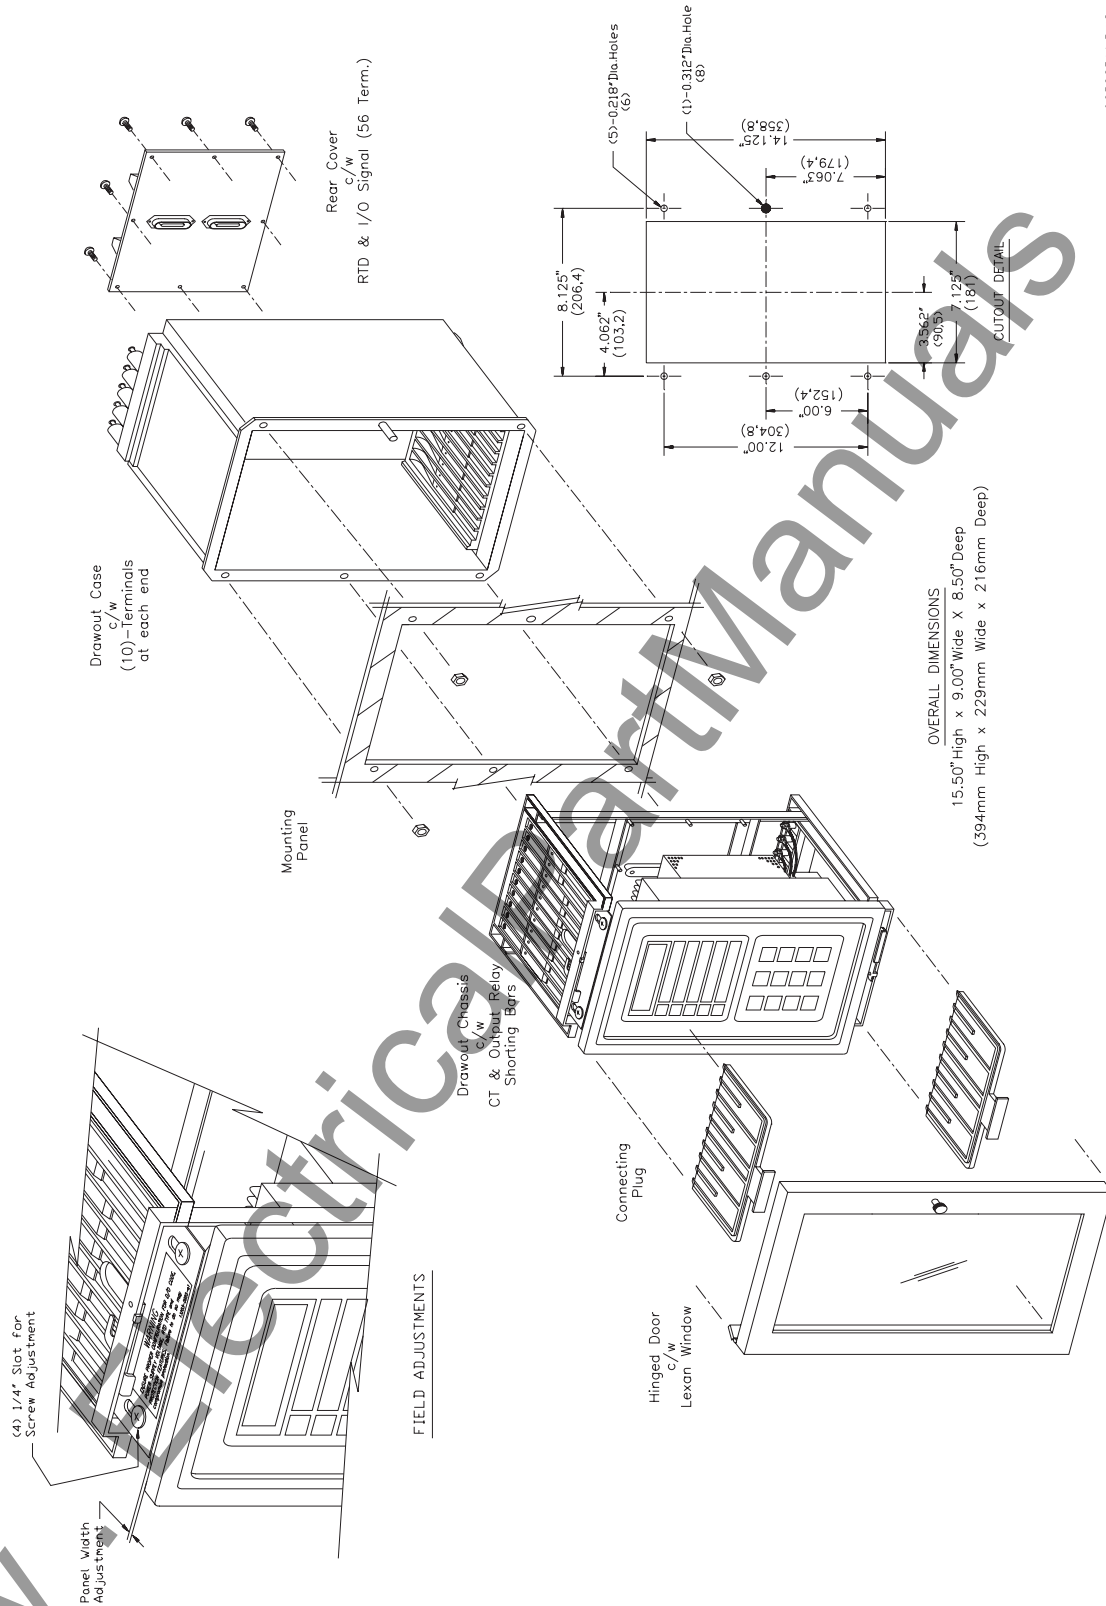 (4) 1/4" Slot for
Screw Adjustment
Panel Width
Adjustment
WARNING
FIELD ADJUSTMENTS
Drawout Case
c/w
(10)-Terminals
at each end
Rear Cover
c/w
RTD & I/O Signal (56 Term.)
Mounting
Panel
Drawout Chassis
c/w
CT & Output Relay
Shorting Bars
Connecting
Plug
Hinged Door
c/w
Lexan Window
(5)-0.218"Dia.Holes
(6)
(1)-0.312"Dia.Hole
(8)
8.125"
(206,4)
4.062"
(103,2)
14.125"
(358,8)
7.063"
(179,4)
12.00"
(304,8)
6.00"
(152,4)
3.562"
(90,5)
7.125"
(181)
CUTOUT DETAIL
OVERALL DIMENSIONS
15.50" High x 9.00" Wide X 8.50" Deep
(394mm High x 229mm Wide x 216mm Deep)
ElectricalPartManuals